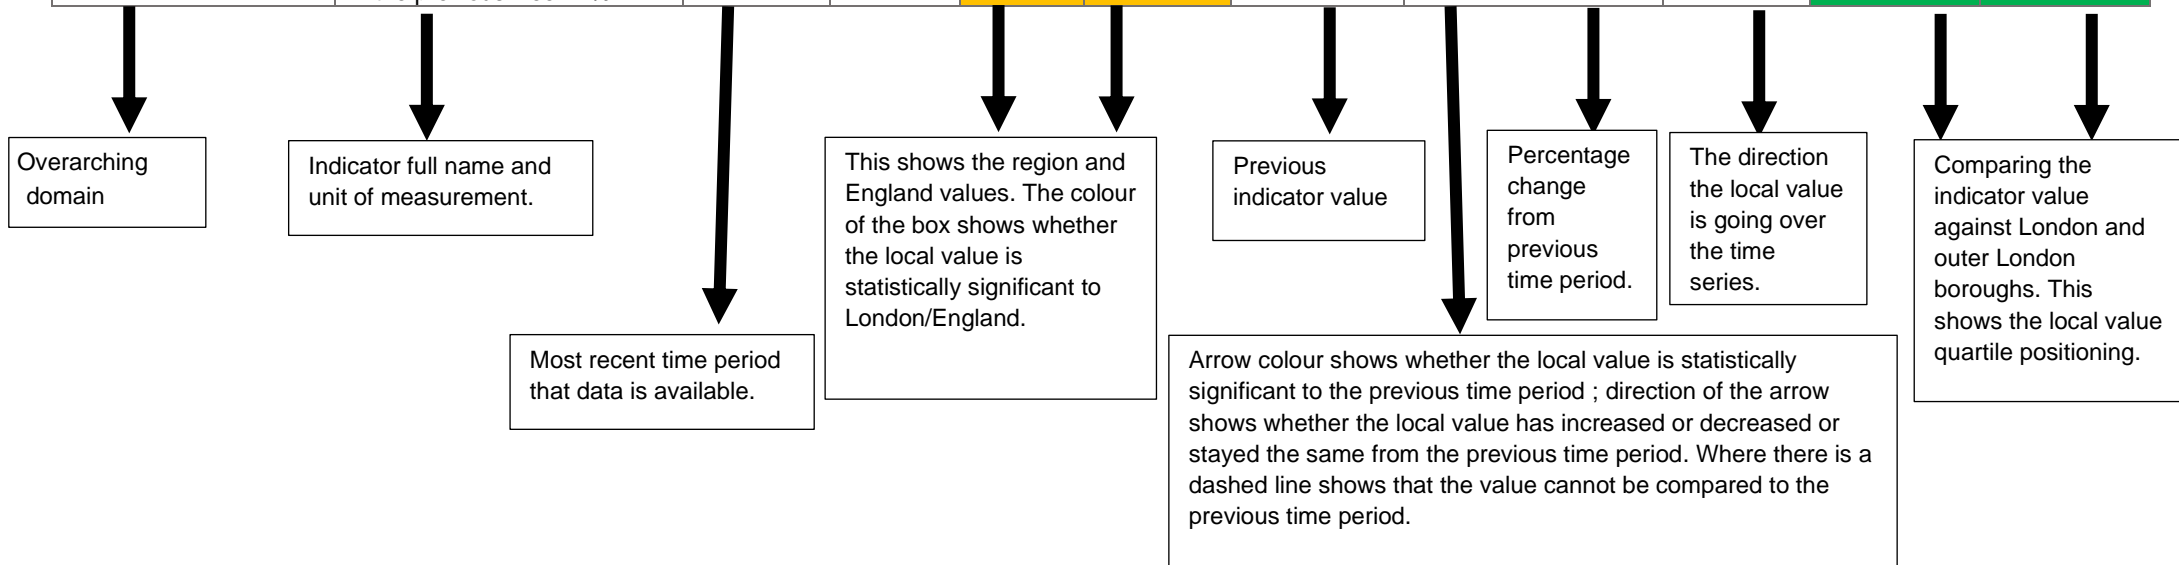 Overarching
domain
Indicator full name and
unit of measurement.
Most recent time period
that data is available.
This shows the region and
England values. The colour
of the box shows whether
the local value is
statistically significant to
London/England.
Previous
indicator value
Arrow colour shows whether the local value is statistically
significant to the previous time period ; direction of the arrow
shows whether the local value has increased or decreased or
stayed the same from the previous time period. Where there is a
dashed line shows that the value cannot be compared to the
previous time period.
Percentage
change
from
previous
time period.
The direction
the local value
is going over
the time
series.
Comparing the
indicator value
against London and
outer London
boroughs. This
shows the local value
quartile positioning.